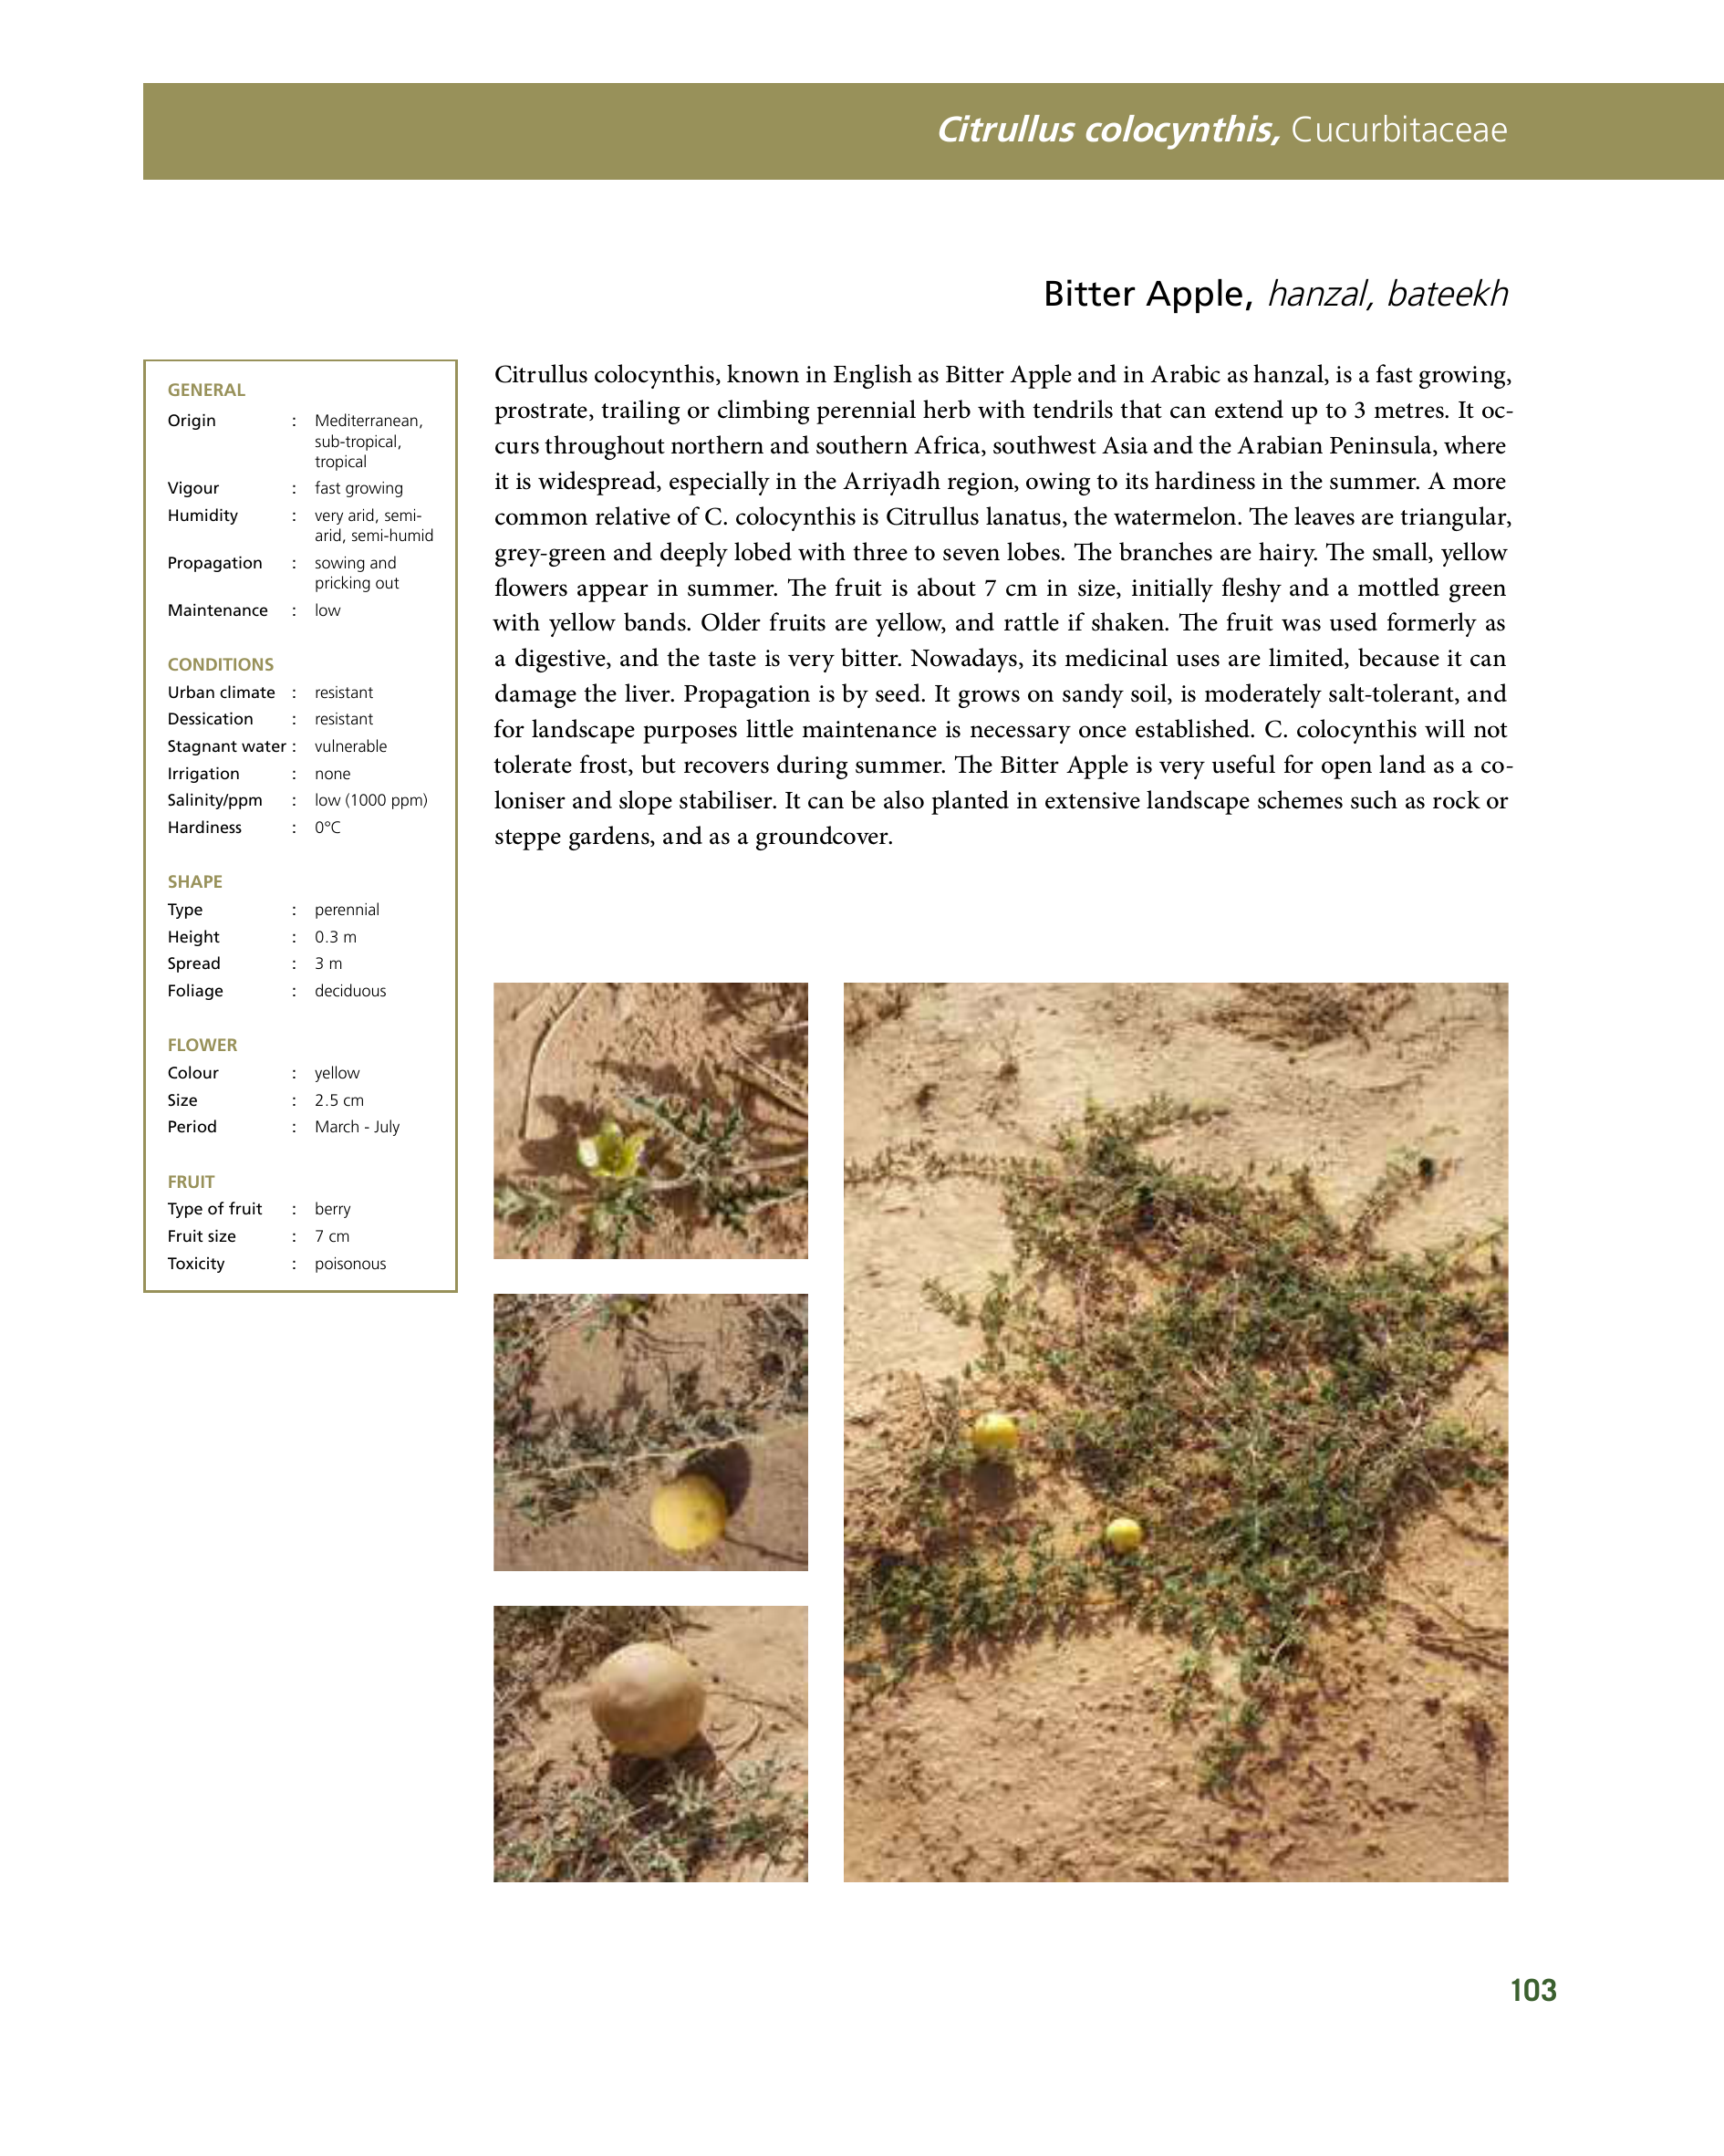 Citrullus colocynthis, Cucurbitaceae
Bitter Apple, hanzal, bateekh
GENERAL
Origin : Mediterranean,
sub-tropical,
tropical
Vigour : fast growing
Humidity : very arid, semi-
arid, semi-humid
Propagation : sowing and
pricking out
Maintenance : low
CONDITIONS
Urban climate : resistant
Dessication : resistant
Stagnant water : vulnerable
Irrigation : none
Salinity/ppm : low (1000 ppm)
Hardiness : 0°C
SHAPE
Type : perennial
Height : 0.3 m
Spread : 3 m
Foliage : deciduous
FLOWER
Colour : yellow
Size : 2.5 cm
Period : March - July
FRUIT
Type of fruit : berry
Fruit size : 7 cm
Toxicity : poisonous
Citrullus colocynthis, known in English as Bitter Apple and in Arabic as hanzal, is a fast growing,
prostrate, trailing or climbing perennial herb with tendrils that can extend up to 3 metres. It oc-
curs throughout northern and southern Africa, southwest Asia and the Arabian Peninsula, where
it is widespread, especially in the Arriyadh region, owing to its hardiness in the summer. A more
common relative of C. colocynthis is Citrullus lanatus, the watermelon. The leaves are triangular,
grey-green and deeply lobed with three to seven lobes. The branches are hairy. The small, yellow
flowers appear in summer. The fruit is about 7 cm in size, initially fleshy and a mottled green
with yellow bands. Older fruits are yellow, and rattle if shaken. The fruit was used formerly as
a digestive, and the taste is very bitter. Nowadays, its medicinal uses are limited, because it can
damage the liver. Propagation is by seed. It grows on sandy soil, is moderately salt-tolerant, and
for landscape purposes little maintenance is necessary once established. C. colocynthis will not
tolerate frost, but recovers during summer. The Bitter Apple is very useful for open land as a co-
loniser and slope stabiliser. It can be also planted in extensive landscape schemes such as rock or
steppe gardens, and as a groundcover.
103